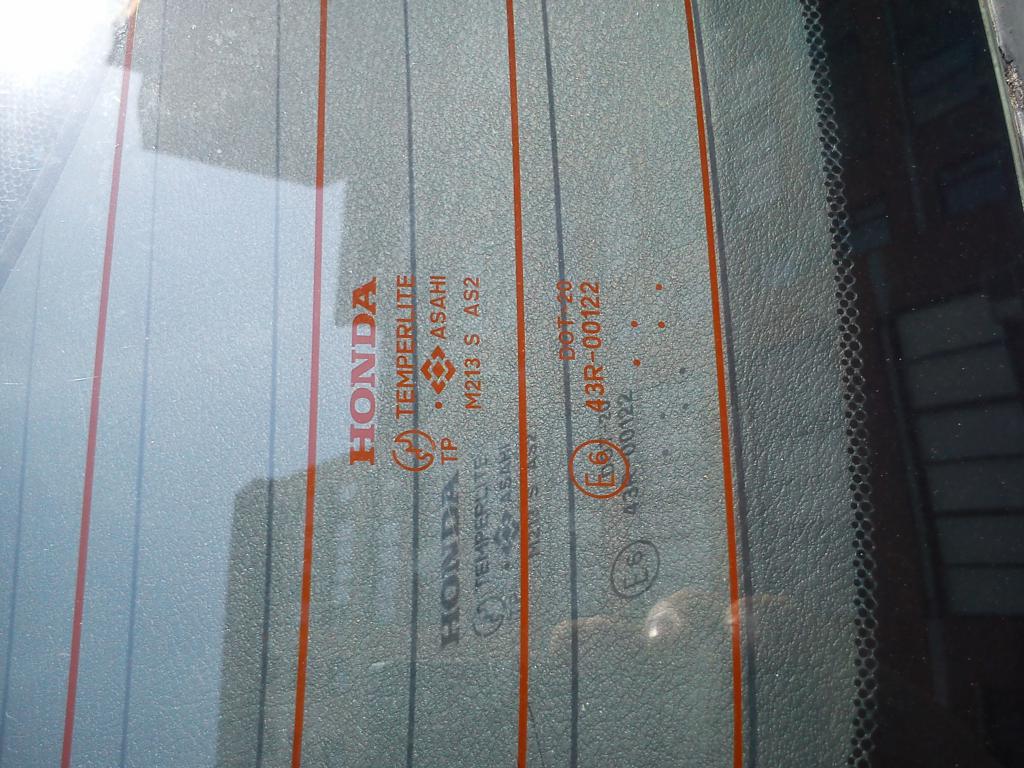 HONDA
TEMPERLITE
TP • ASAHI
M213 S AS2
DOT-20
E6 43R-00122